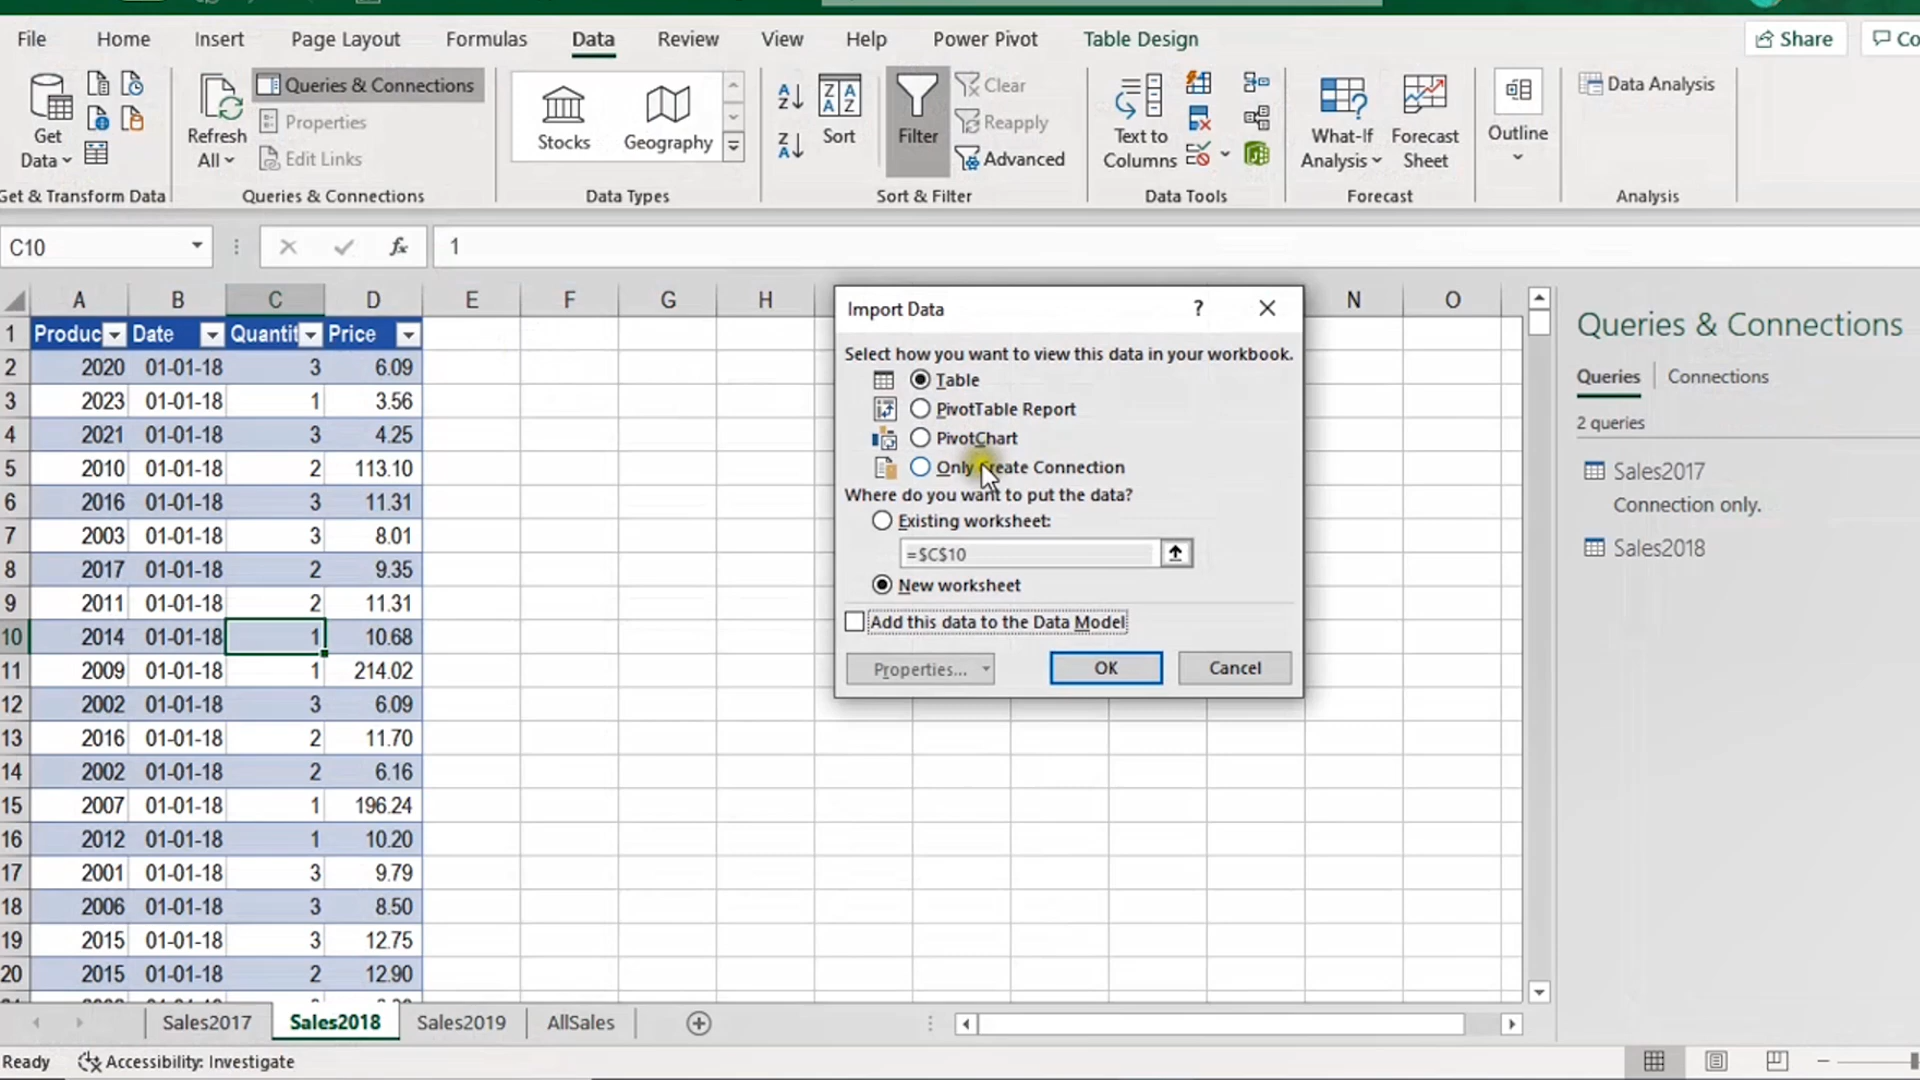 File Home Insert Page Layout Formulas Data Review View Help Power Pivot Table Design Share Co
Get Data
Refresh All
Queries & Connections
Properties
Edit Links
Stocks
Geography
Sort
Filter
Clear
Reapply
Advanced
Text to Columns
What-If Analysis
Forecast Sheet
Outline
Data Analysis
Get & Transform Data Queries & Connections Data Types Sort & Filter Data Tools Forecast Analysis
C10 fx 1
A B C D E F G H N O
1 Produc Date Quantit Price
2 2020 01-01-18 3 6.09
3 2023 01-01-18 1 3.56
4 2021 01-01-18 3 4.25
5 2010 01-01-18 2 113.10
6 2016 01-01-18 3 11.31
7 2003 01-01-18 3 8.01
8 2017 01-01-18 2 9.35
9 2011 01-01-18 2 11.31
10 2014 01-01-18 1 10.68
11 2009 01-01-18 1 214.02
12 2002 01-01-18 3 6.09
13 2016 01-01-18 2 11.70
14 2002 01-01-18 2 6.16
15 2007 01-01-18 1 196.24
16 2012 01-01-18 1 10.20
17 2001 01-01-18 3 9.79
18 2006 01-01-18 3 8.50
19 2015 01-01-18 3 12.75
20 2015 01-01-18 2 12.90
Import Data ?
Select how you want to view this data in your workbook.
Table
PivotTable Report
PivotChart
Only Create Connection
Where do you want to put the data?
Existing worksheet:
=$C$10
New worksheet
Add this data to the Data Model
Properties... OK Cancel
Queries & Connections
Queries | Connections
2 queries
Sales2017
Connection only.
Sales2018
Sales2017 Sales2018 Sales2019 AllSales
Ready Accessibility: Investigate